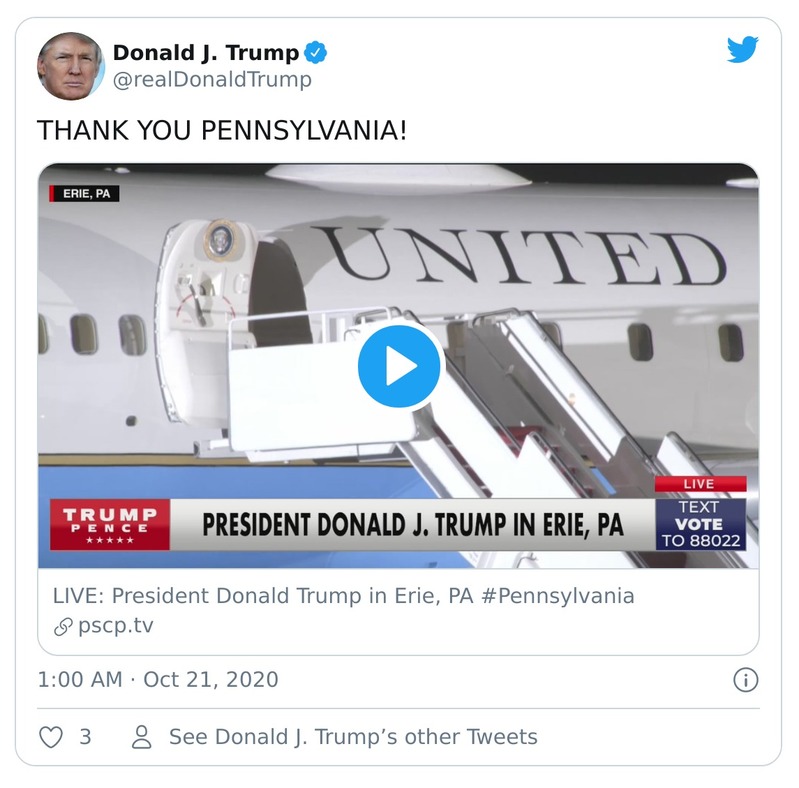 Donald J. Trump
@realDonaldTrump
THANK YOU PENNSYLVANIA!
ERIE, PA
UNITED
LIVE
TRUMP
PENCE
PRESIDENT DONALD J. TRUMP IN ERIE, PA
TEXT
VOTE
TO 88022
LIVE: President Donald Trump in Erie, PA #Pennsylvania
pscp.tv
1:00 AM · Oct 21, 2020
3
See Donald J. Trump’s other Tweets